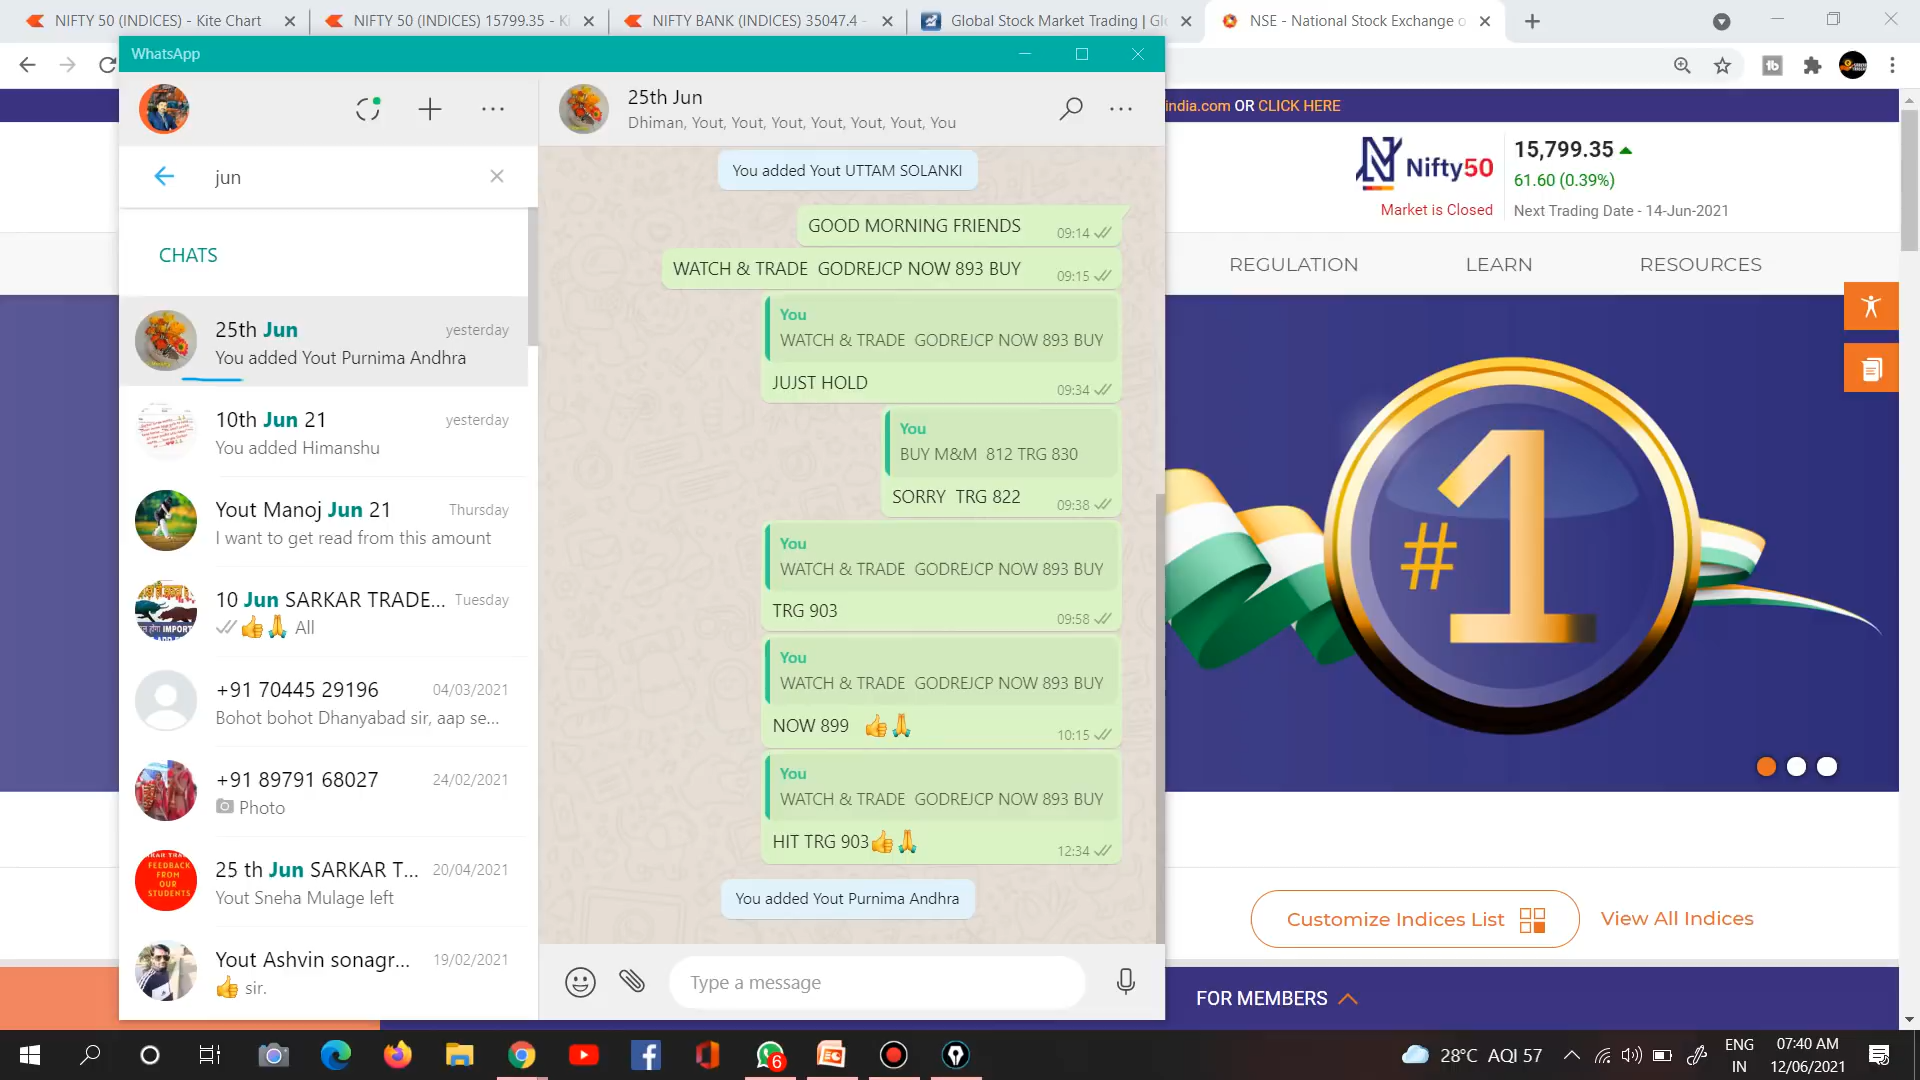 NIFTY 50 (INDICES) - Kite Chart
NIFTY 50 (INDICES) 15799.35 - Ki
NIFTY BANK (INDICES) 35047.4 -
Global Stock Market Trading | Gl
NSE - National Stock Exchange o
WhatsApp
india.com OR CLICK HERE
25th Jun
Dhiman, Yout, Yout, Yout, Yout, Yout, Yout, You
jun
CHATS
25th Jun
yesterday
You added Yout Purnima Andhra
10th Jun 21
yesterday
You added Himanshu
Yout Manoj Jun 21
Thursday
I want to get read from this amount
10 Jun SARKAR TRADE...
Tuesday
👍🙏 All
+91 70445 29196
04/03/2021
Bohot bohot Dhanyabad sir, aap se...
+91 89791 68027
24/02/2021
Photo
FEEDBACK
FROM
OUR
STUDENTS
25 th Jun SARKAR T...
20/04/2021
Yout Sneha Mulage left
Yout Ashvin sonagr...
19/02/2021
👍 sir.
You added Yout UTTAM SOLANKI
GOOD MORNING FRIENDS
09:14
WATCH & TRADE GODREJCP NOW 893 BUY
09:15
You
WATCH & TRADE GODREJCP NOW 893 BUY
JUJST HOLD
09:34
You
BUY M&M 812 TRG 830
SORRY TRG 822
09:38
You
WATCH & TRADE GODREJCP NOW 893 BUY
TRG 903
09:58
You
WATCH & TRADE GODREJCP NOW 893 BUY
NOW 899 👍🙏
10:15
You
WATCH & TRADE GODREJCP NOW 893 BUY
HIT TRG 903👍🙏
12:34
You added Yout Purnima Andhra
Type a message
Nifty50
15,799.35
61.60 (0.39%)
Market is Closed
Next Trading Date - 14-Jun-2021
REGULATION
LEARN
RESOURCES
#1
Customize Indices List
View All Indices
FOR MEMBERS
6
28°C AQI 57
ENG
IN
07:40 AM
12/06/2021